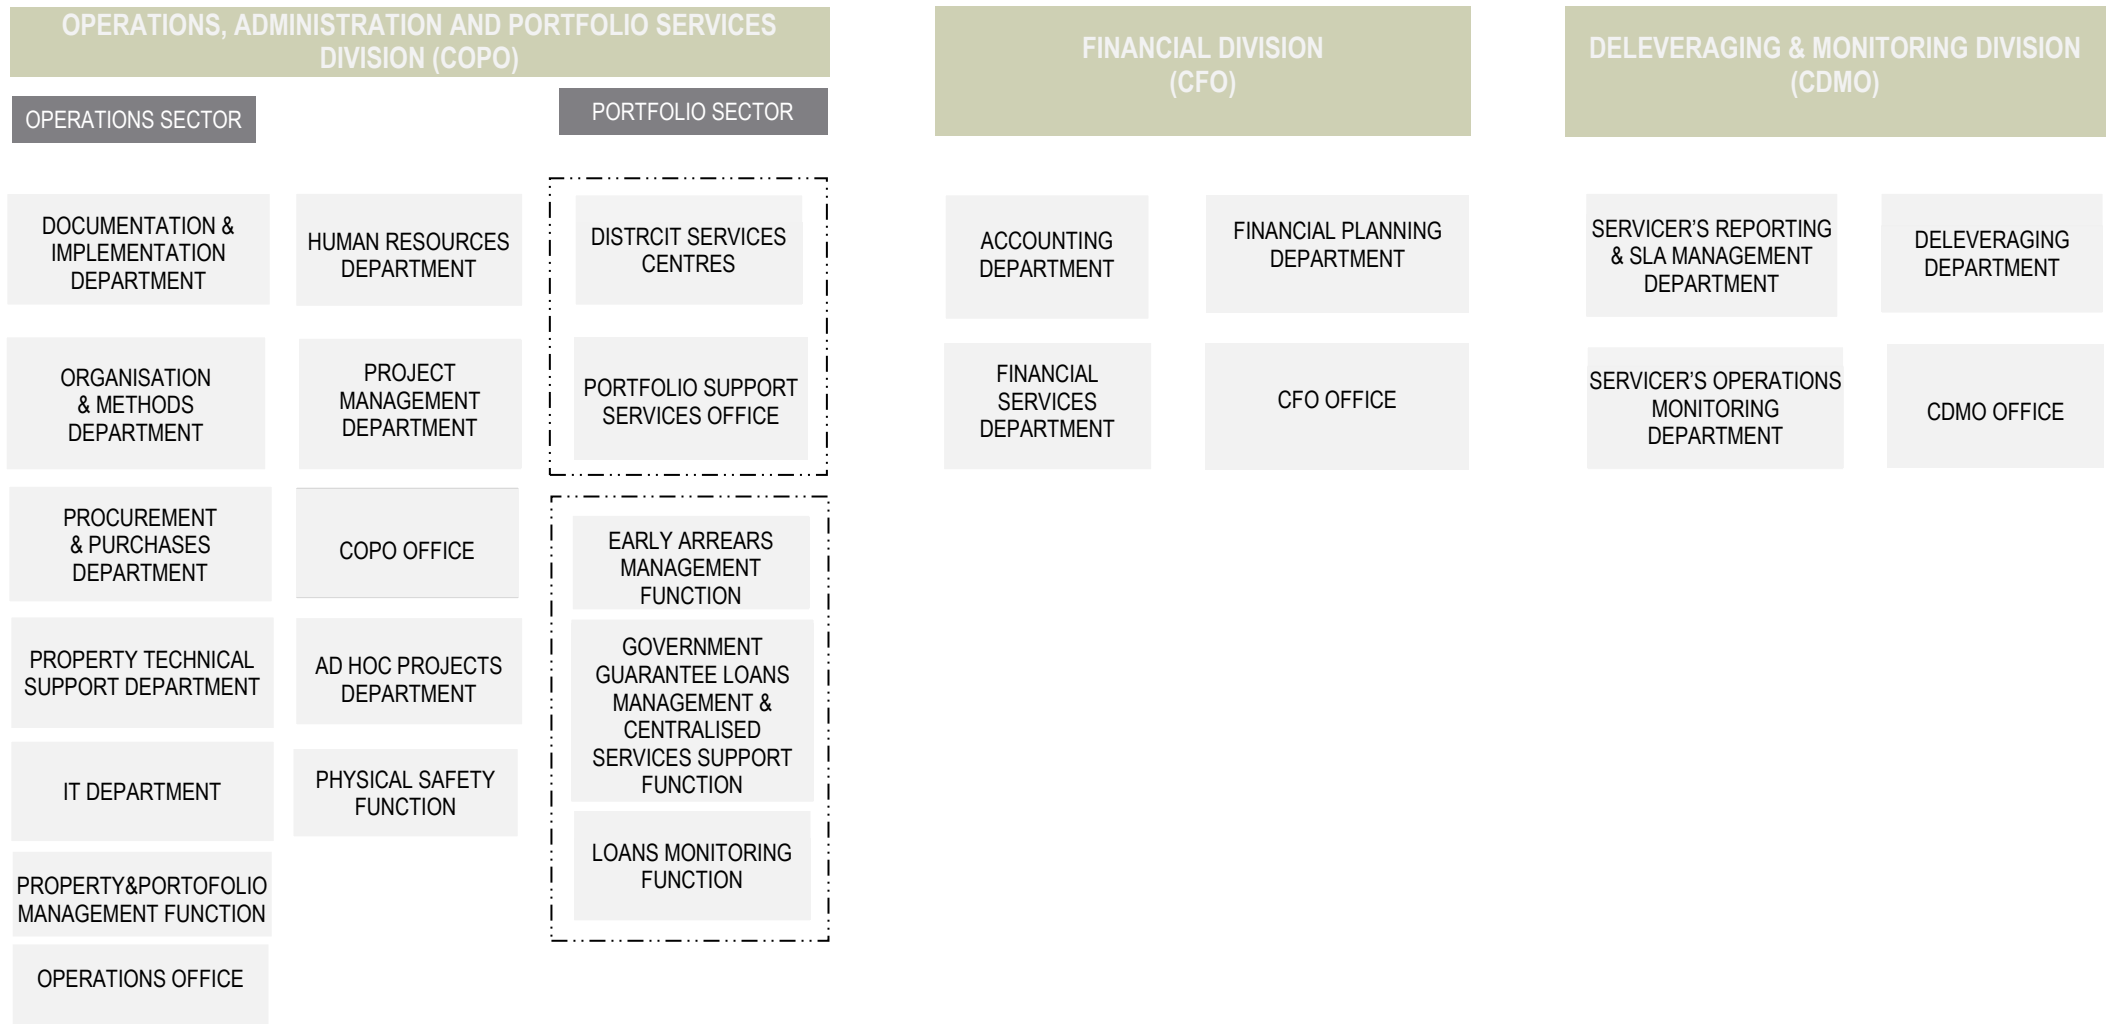 OPERATIONS, ADMINISTRATION AND PORTFOLIO SERVICES
DIVISION (COPO)
OPERATIONS SECTOR
DOCUMENTATION &
IMPLEMENTATION
DEPARTMENT
ORGANISATION
& METHODS
DEPARTMENT
PROCUREMENT
& PURCHASES
DEPARTMENT
PROPERTY TECHNICAL
SUPPORT DEPARTMENT
IT DEPARTMENT
PROPERTY&PORTOFOLIO
MANAGEMENT FUNCTION
OPERATIONS OFFICE
HUMAN RESOURCES
DEPARTMENT
PROJECT
MANAGEMENT
DEPARTMENT
COPO OFFICE
AD HOC PROJECTS
DEPARTMENT
PHYSICAL SAFETY
FUNCTION
PORTFOLIO SECTOR
DISTRCIT SERVICES
CENTRES
PORTFOLIO SUPPORT
SERVICES OFFICE
EARLY ARREARS
MANAGEMENT
FUNCTION
GOVERNMENT
GUARANTEE LOANS
MANAGEMENT &
CENTRALISED
SERVICES SUPPORT
FUNCTION
LOANS MONITORING
FUNCTION
FINANCIAL DIVISION
(CFO)
ACCOUNTING
DEPARTMENT
FINANCIAL PLANNING
DEPARTMENT
FINANCIAL
SERVICES
DEPARTMENT
CFO OFFICE
DELEVERAGING & MONITORING DIVISION
(CDMO)
SERVICER’S REPORTING
& SLA MANAGEMENT
DEPARTMENT
DELEVERAGING
DEPARTMENT
SERVICER’S OPERATIONS
MONITORING
DEPARTMENT
CDMO OFFICE